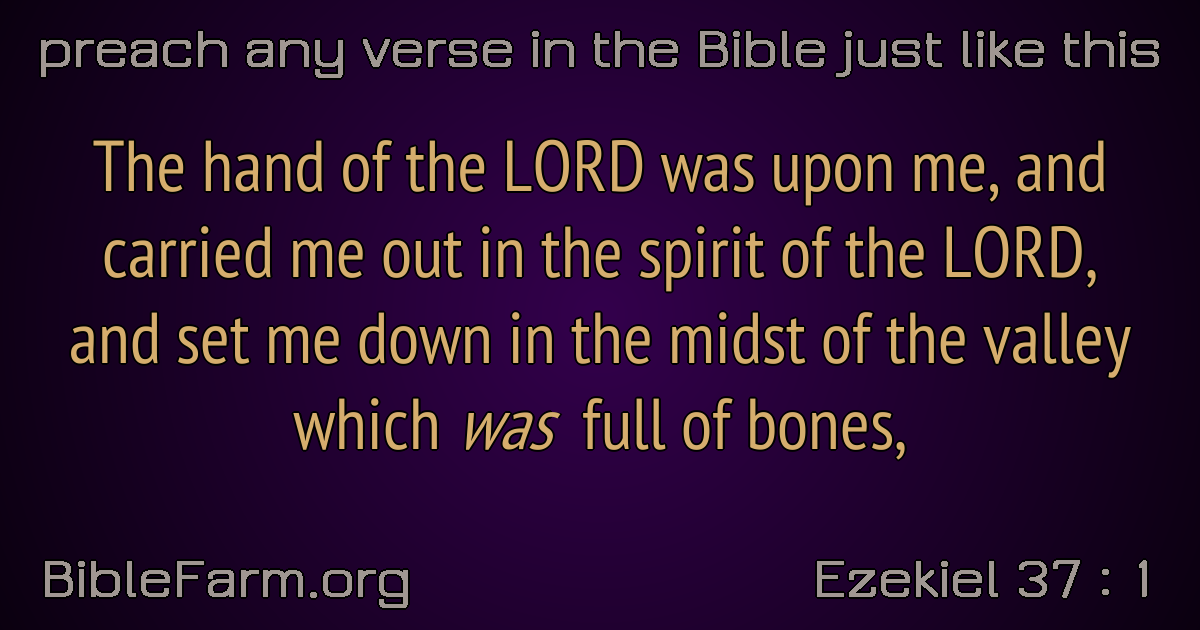 preach any verse in the Bible just like this
The hand of the LORD was upon me, and
carried me out in the spirit of the LORD,
and set me down in the midst of the valley
which was full of bones,
BibleFarm.org
Ezekiel 37 : 1